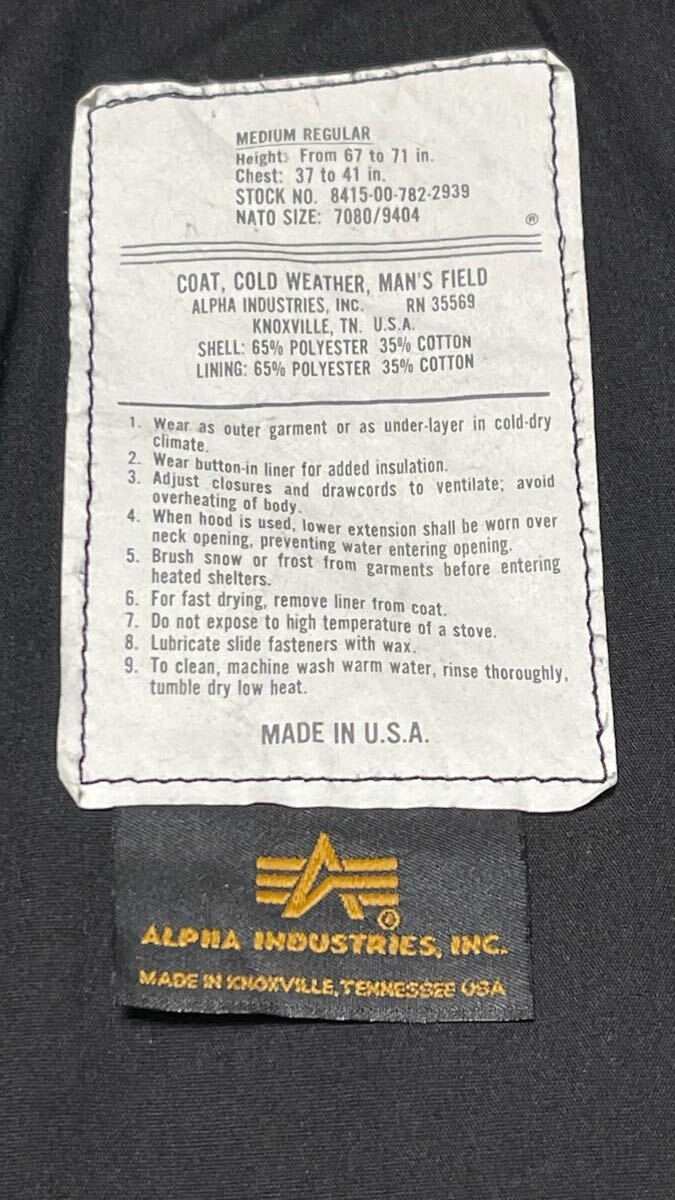 MEDIUM REGULAR
Height: From 67 to 71 in.
Chest: 37 to 41 in.
STOCK NO. 8415-00-782-2939
NATO SIZE: 7080/9404 ®
COAT, COLD WEATHER, MAN'S FIELD
ALPHA INDUSTRIES, INC. RN 35569
KNOXVILLE, TN. U.S.A.
SHELL: 65% POLYESTER 35% COTTON
LINING: 65% POLYESTER 35% COTTON
1. Wear as outer garment or as under-layer in cold-dry
climate.
2. Wear button-in liner for added insulation.
3. Adjust closures and drawcords to ventilate; avoid
overheating of body.
4. When hood is used, lower extension shall be worn over
neck opening, preventing water entering opening.
5. Brush snow or frost from garments before entering
heated shelters.
6. For fast drying, remove liner from coat.
7. Do not expose to high temperature of a stove.
8. Lubricate slide fasteners with wax.
9. To clean, machine wash warm water, rinse thoroughly,
tumble dry low heat.
MADE IN U.S.A.
®
ALPHA INDUSTRIES, INC.
MADE IN KNOXVILLE, TENNESSEE USA